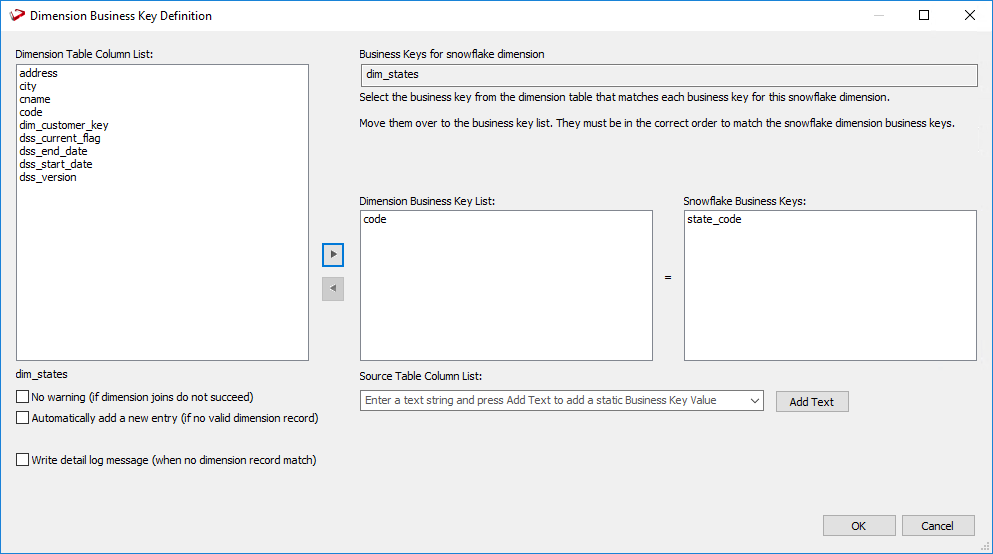 Dimension Business Key Definition
Dimension Table Column List:
address
city
cname
code
dim_customer_key
dss_current_flag
dss_end_date
dss_start_date
dss_version
Business Keys for snowflake dimension
dim_states
Select the business key from the dimension table that matches each business key for this snowflake dimension.
Move them over to the business key list. They must be in the correct order to match the snowflake dimension business keys.
Dimension Business Key List:
code
=
Snowflake Business Keys:
state_code
dim_states
No warning (if dimension joins do not succeed)
Automatically add a new entry (if no valid dimension record)
Write detail log message (when no dimension record match)
Source Table Column List:
Enter a text string and press Add Text to add a static Business Key Value
Add Text
OK
Cancel